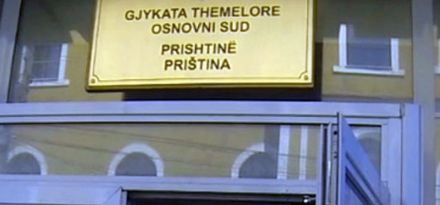 GJYKATA THEMELORE
OSNOVNI SUD
PRISHTINË
PRIŠTINA